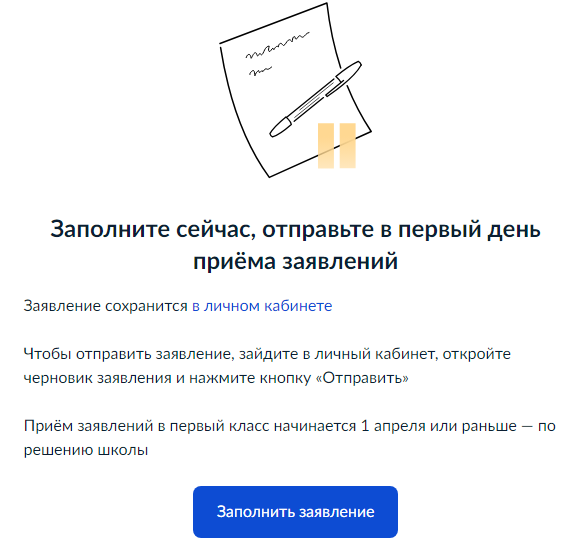 Заполните сейчас, отправьте в первый день
приёма заявлений
Заявление сохранится в личном кабинете
Чтобы отправить заявление, зайдите в личный кабинет, откройте
черновик заявления и нажмите кнопку «Отправить»
Приём заявлений в первый класс начинается 1 апреля или раньше — по
решению школы
Заполнить заявление